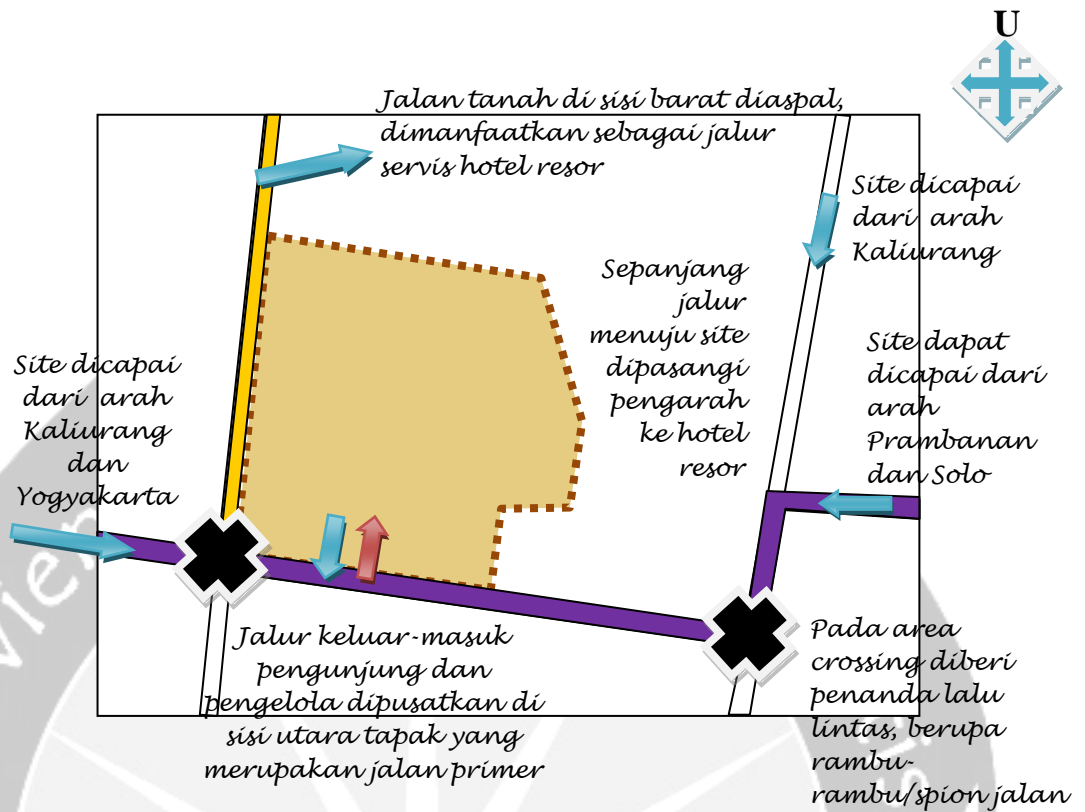 U
Jalan tanah di sisi barat diaspal,
dimanfaatkan sebagai jalur
servis hotel resor
Site dicapai
dari arah
Kaliurang
Sepanjang
jalur
menuju site
dipasangi
pengarah
ke hotel
resor
Site dapat
dicapai dari
arah
Prambanan
dan Solo
Site dicapai
dari arah
Kaliurang
dan
Yogyakarta
Jalur keluar-masuk
pengunjung dan
pengelola dipusatkan di
sisi utara tapak yang
merupakan jalan primer
Pada area
crossing diberi
penanda lalu
lintas, berupa
rambu-
rambu/spion jalan